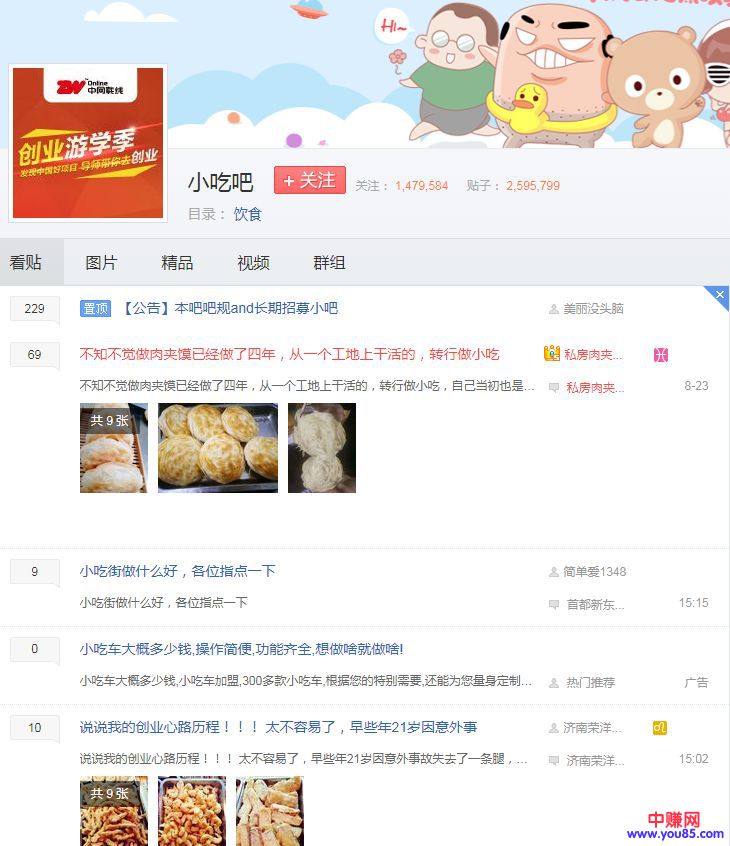 Hi~
ZW Online
中网在线
创业游学季
发现中国好项目 导师带你去创业
小吃吧
+ 关注
关注： 1,479,584 贴子： 2,595,799
目录： 饮食
看贴 图片 精品 视频 群组
229 置顶 【公告】本吧吧规and长期招募小吧 美丽没头脑
69 不知不觉做肉夹馍已经做了四年，从一个工地上干活的，转行做小吃 私房肉夹...
不知不觉做肉夹馍已经做了四年，从一个工地上干活的，转行做小吃，自己当初也是... 私房肉夹... 8-23
共9张
9 小吃街做什么好，各位指点一下 简单爱1348
小吃街做什么好，各位指点一下 首都新东... 15:15
0 小吃车大概多少钱,操作简便,功能齐全,想做啥就做啥!
小吃车大概多少钱,小吃车加盟,300多款小吃车,根据您的特别需要,还能为您量身定制... 热门推荐 广告
10 说说我的创业心路历程！！！ 太不容易了，早些年21岁因意外事 济南荣洋...
说说我的创业心路历程！！！ 太不容易了，早些年21岁因意外事故失去了一条腿，... 济南荣洋... 15:02
共9张
中赚网
www.you85.com